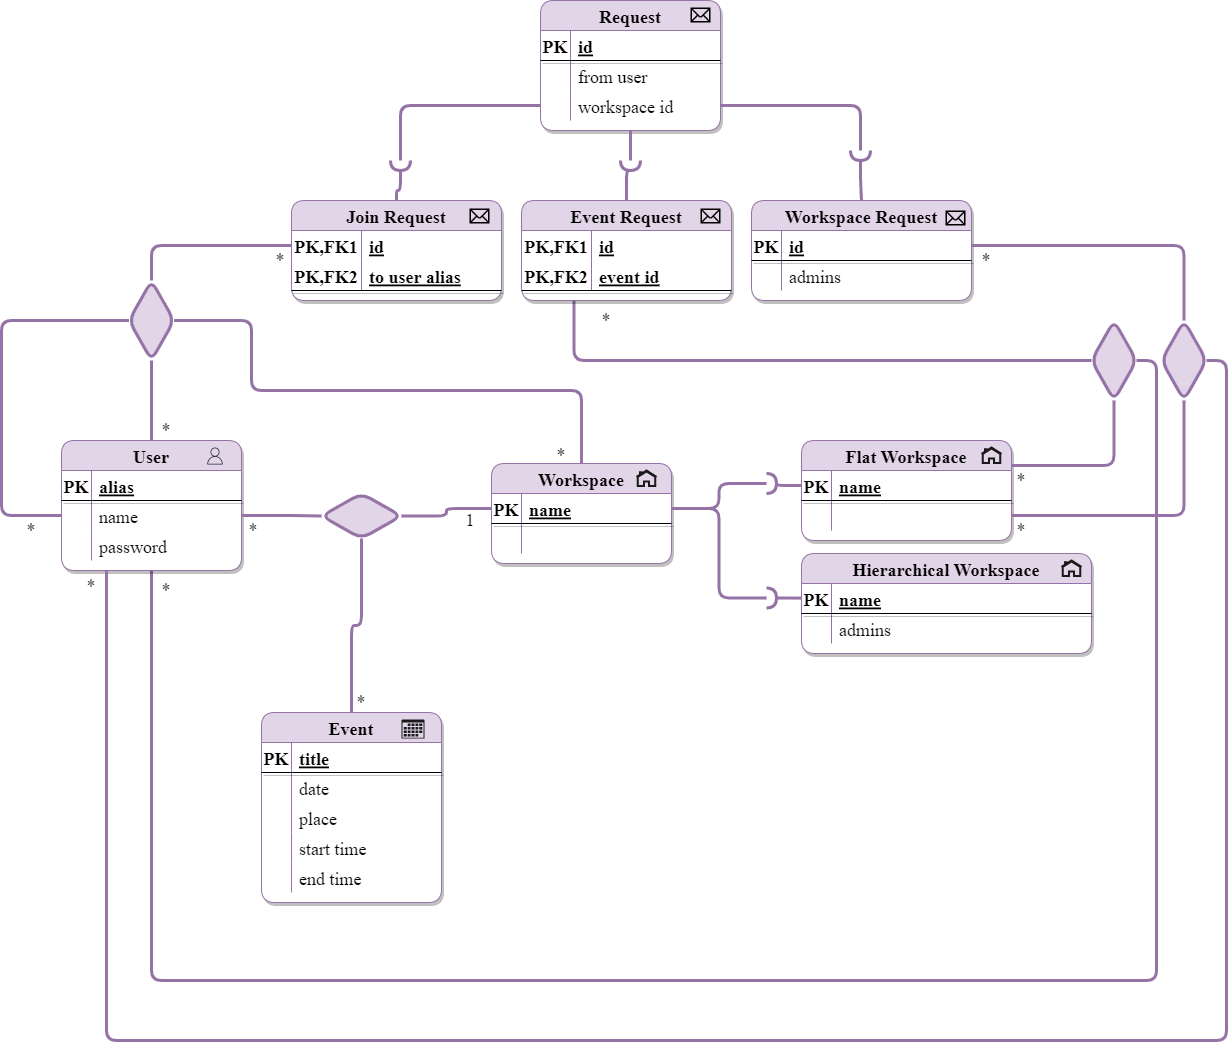 Request
PK id
from user
workspace id
Join Request
PK,FK1 id
PK,FK2 to user alias
Event Request
PK,FK1 id
PK,FK2 event id
Workspace Request
PK id
admins
*
*
*
*
*
User
PK alias
name
password
*
*
*
*
Workspace
PK name
1
Flat Workspace
PK name
*
*
Hierarchical Workspace
PK name
admins
*
Event
PK title
date
place
start time
end time